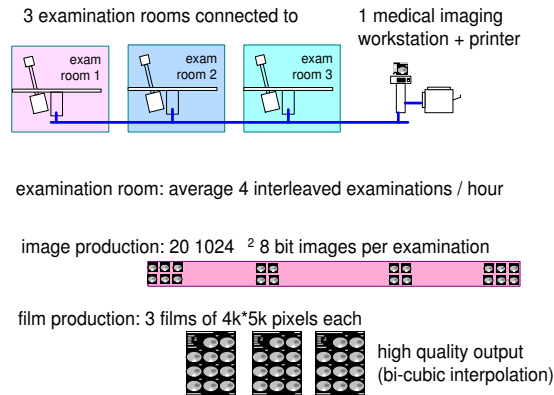 3 examination rooms connected to
1 medical imaging
workstation + printer
exam
room 1
exam
room 2
exam
room 3
examination room: average 4 interleaved examinations / hour
image production: 20 1024 ² 8 bit images per examination
film production: 3 films of 4k*5k pixels each
high quality output
(bi-cubic interpolation)